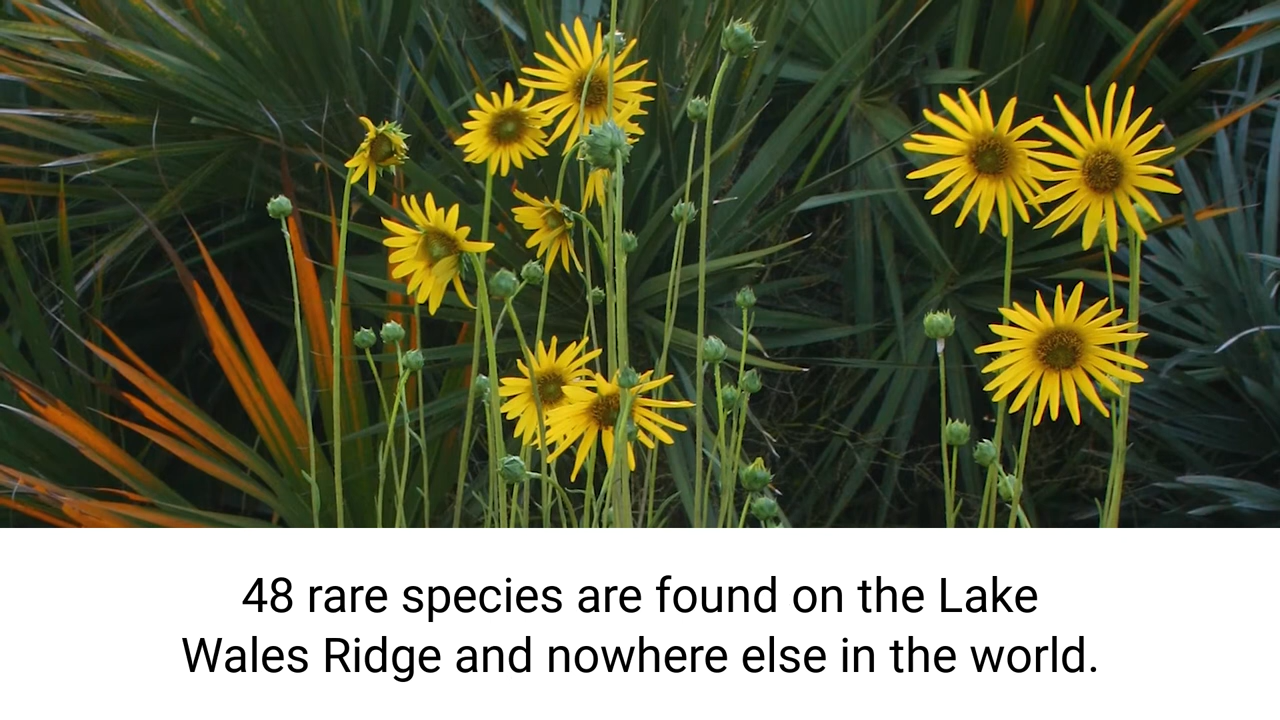 48 rare species are found on the Lake
Wales Ridge and nowhere else in the world.